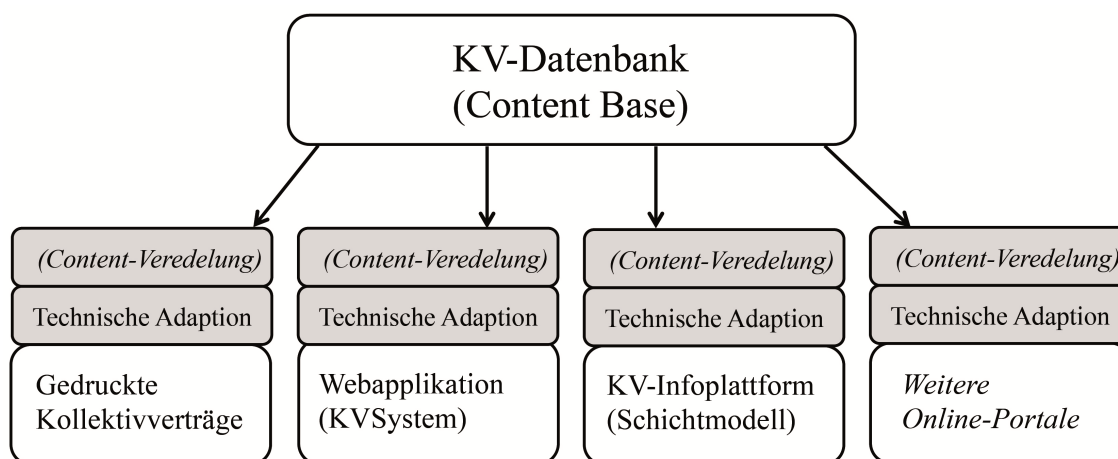 KV-Datenbank
(Content Base)
(Content-Veredelung)
Technische Adaption
Gedruckte
Kollektivverträge
(Content-Veredelung)
Technische Adaption
Webapplikation
(KVSystem)
(Content-Veredelung)
Technische Adaption
KV-Infoplattform
(Schichtmodell)
(Content-Veredelung)
Technische Adaption
Weitere
Online-Portale